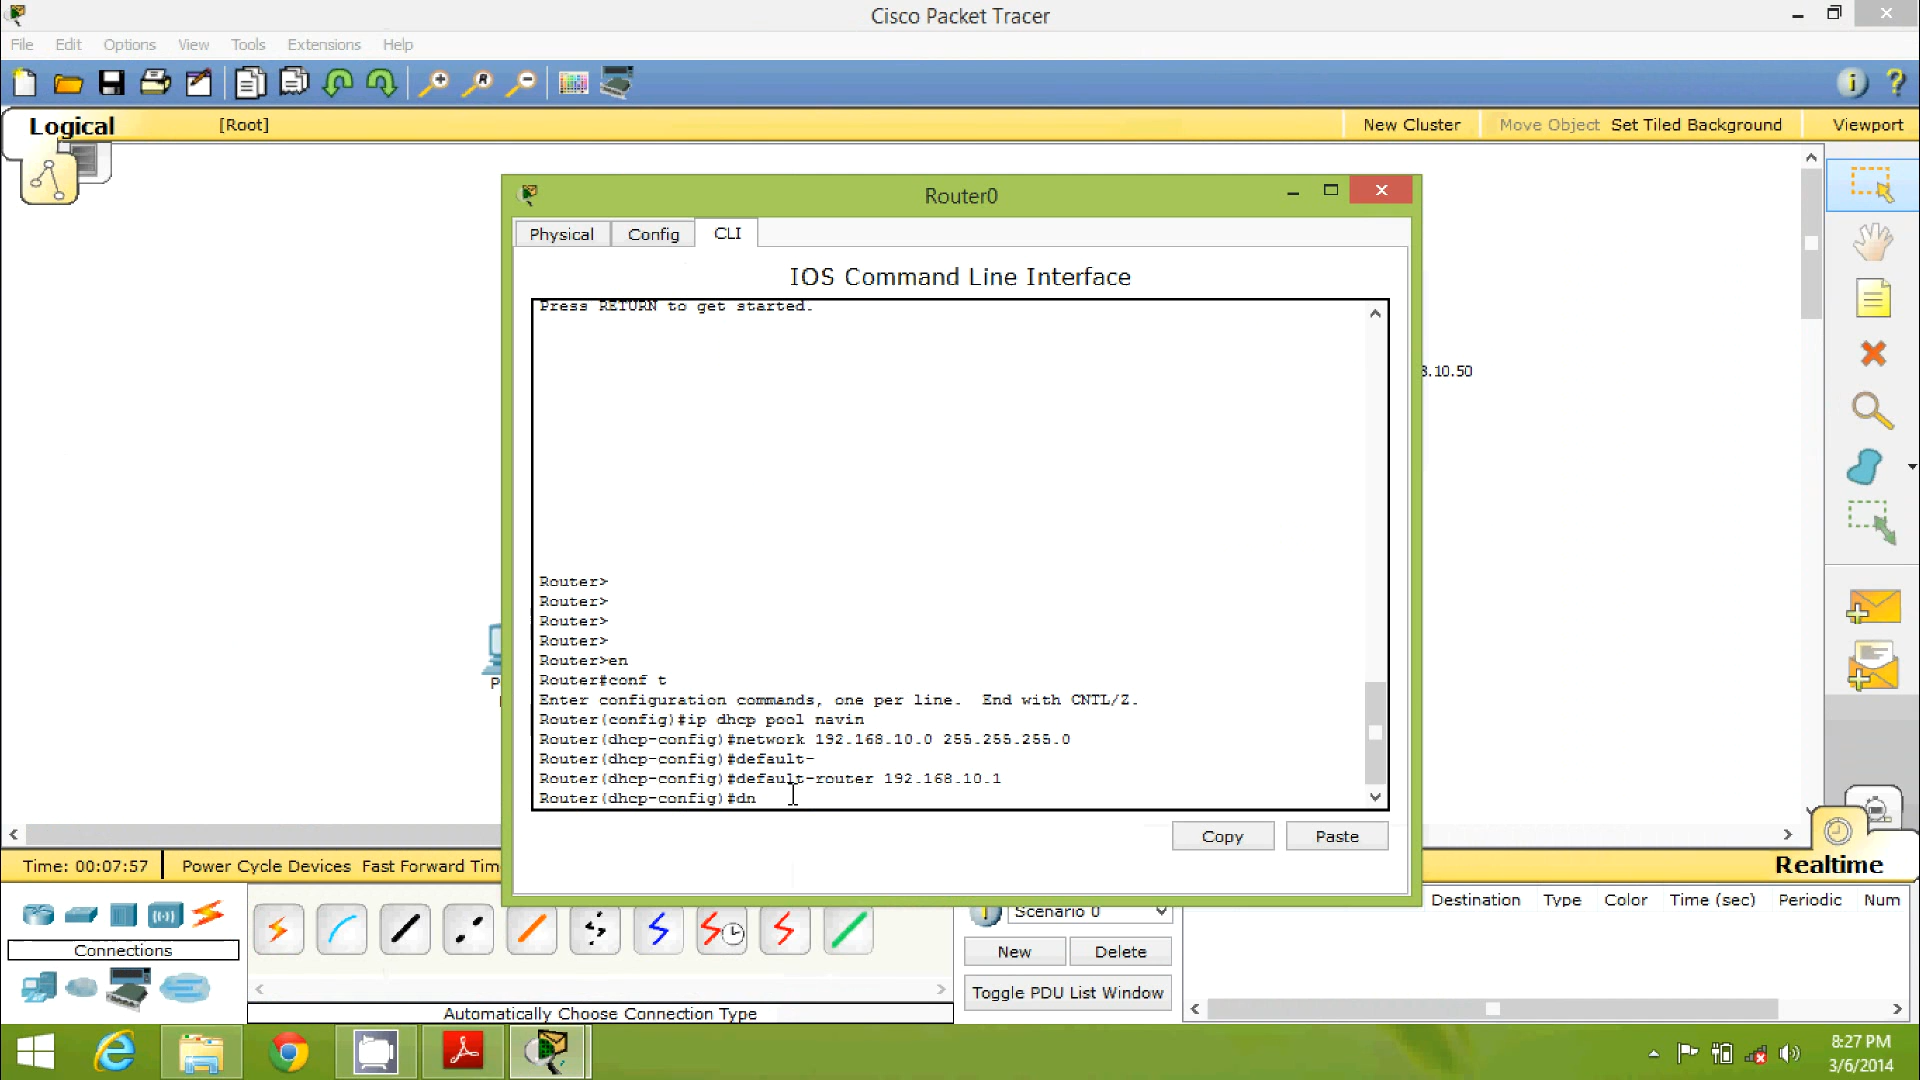 Cisco Packet Tracer
File Edit Options View Tools Extensions Help
Logical [Root] New Cluster Move Object Set Tiled Background Viewport
Router0
Physical Config CLI
IOS Command Line Interface
Press RETURN to get started.
3.10.50
Router>
Router>
Router>
Router>
Router>en
Router#conf t
Enter configuration commands, one per line. End with CNTL/Z.
Router(config)#ip dhcp pool navin
Router(dhcp-config)#network 192.168.10.0 255.255.255.0
Router(dhcp-config)#default-
Router(dhcp-config)#default-router 192.168.10.1
Router(dhcp-config)#dn
P
Copy Paste
Time: 00:07:57 Power Cycle Devices Fast Forward Tim
Realtime
Scenario 0
Destination Type Color Time (sec) Periodic Num
Connections
New Delete
Toggle PDU List Window
Automatically Choose Connection Type
8:27 PM
3/6/2014